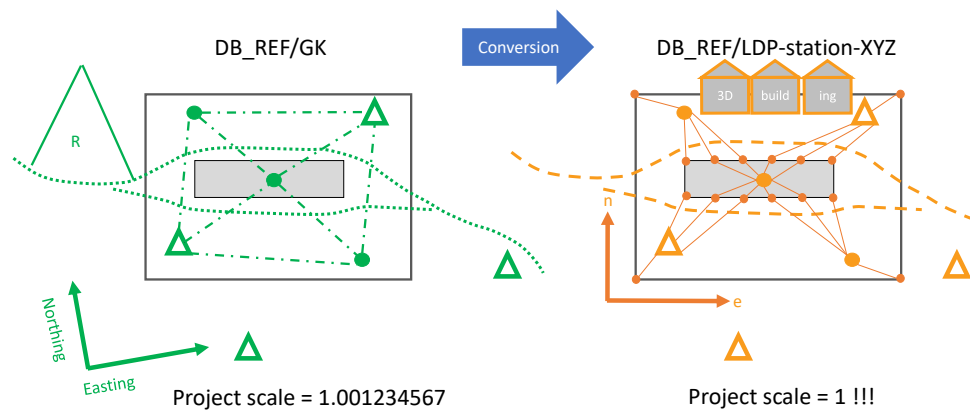 DB_REF/GK
Conversion
DB_REF/LDP-station-XYZ
R
3D
build
ing
n
e
Northing
Easting
Project scale = 1.001234567
Project scale = 1 !!!